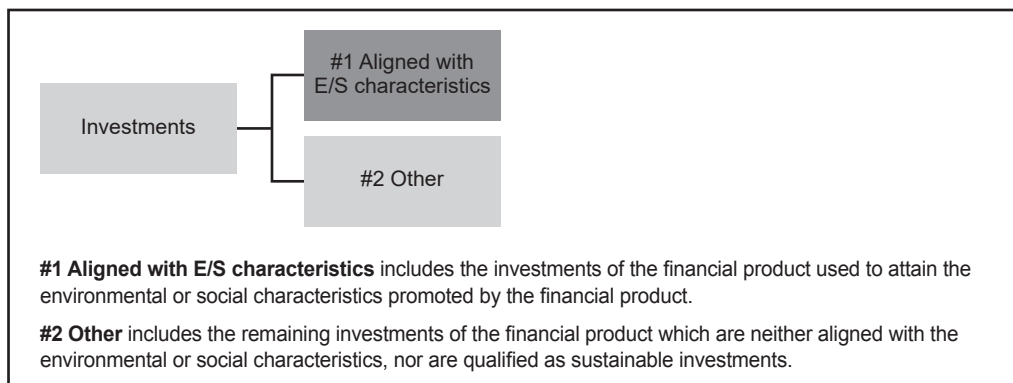 #1 Aligned with
E/S characteristics
Investments
#2 Other
#1 Aligned with E/S characteristics includes the investments of the financial product used to attain the
environmental or social characteristics promoted by the financial product.
#2 Other includes the remaining investments of the financial product which are neither aligned with the
environmental or social characteristics, nor are qualified as sustainable investments.